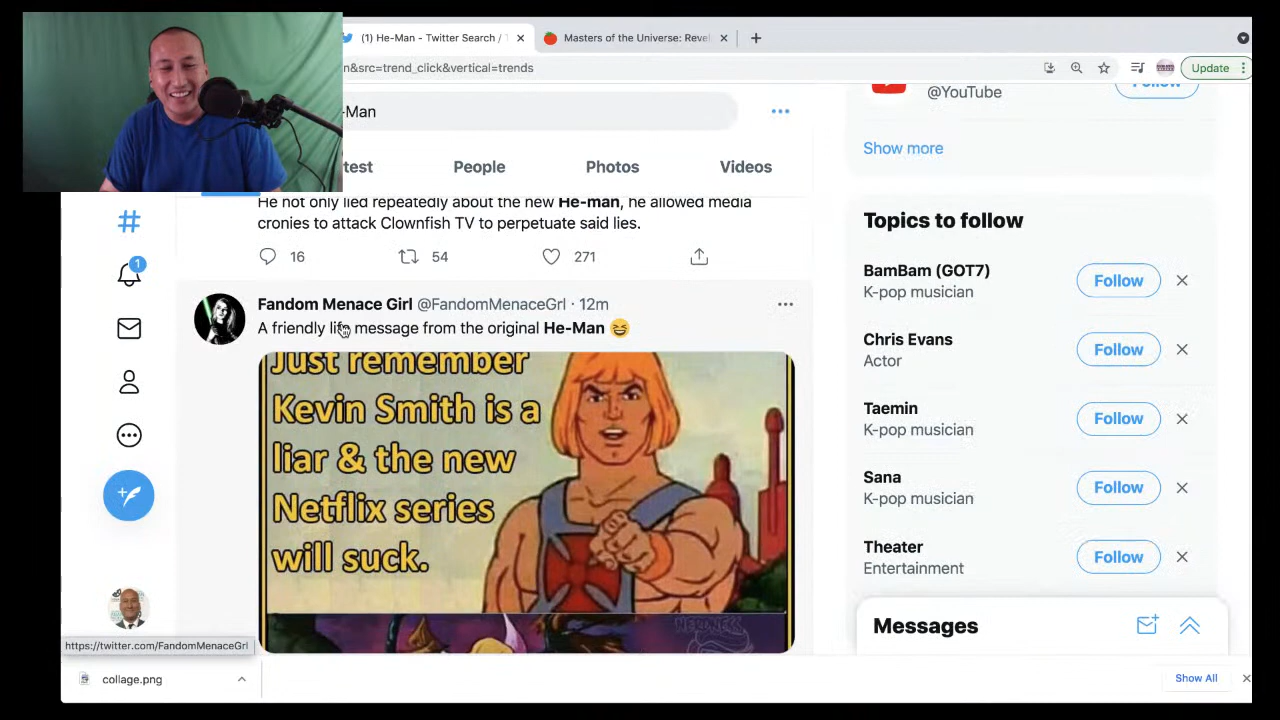 (1) He-Man - Twitter Search / T
Masters of the Universe: Revel
n&src=trend_click&vertical=trends
Update
-Man
test
People
Photos
Videos
He not only lied repeatedly about the new He-man, he allowed media
cronies to attack Clownfish TV to perpetuate said lies.
16
54
271
Fandom Menace Girl @FandomMenaceGrl · 12m
A friendly life message from the original He-Man 😆
Just remember
Kevin Smith is a
liar & the new
Netflix series
will suck.
@YouTube
Follow
Show more
Topics to follow
BamBam (GOT7)
K-pop musician
Follow
Chris Evans
Actor
Follow
Taemin
K-pop musician
Follow
Sana
K-pop musician
Follow
Theater
Entertainment
Follow
Messages
1
https://twitter.com/FandomMenaceGrl
collage.png
Show All